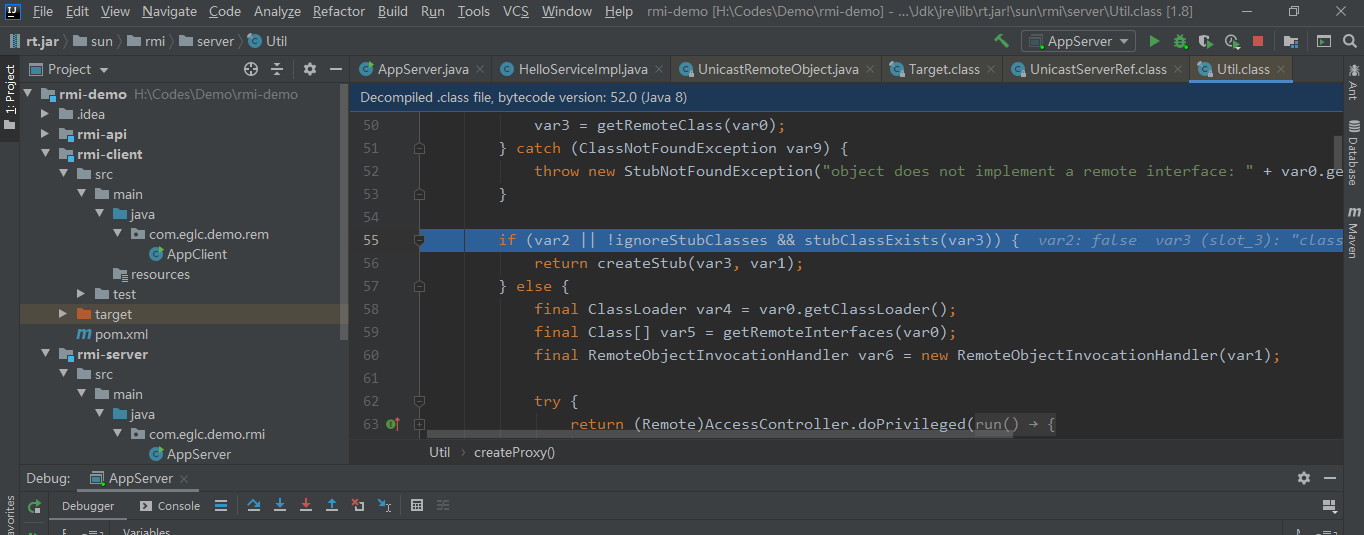 File Edit View Navigate Code Analyze Refactor Build Run Tools VCS Window Help rmi-demo [H:\Codes\Demo\rmi-demo] - ...\Jdk\jre\lib\rt.jar!\sun\rmi\server\Util.class [1.8]
rt.jar sun rmi server Util AppServer
1: Project
Project
AppServer.java HelloServiceImpl.java UnicastRemoteObject.java Target.class UnicastServerRef.class Util.class
Decompiled .class file, bytecode version: 52.0 (Java 8)
rmi-demo H:\Codes\Demo\rmi-demo
.idea
rmi-api
rmi-client
src
main
java
com.eglc.demo.rem
AppClient
resources
test
target
pom.xml
rmi-server
src
main
java
com.eglc.demo.rmi
AppServer
50 var3 = getRemoteClass(var0);
51 } catch (ClassNotFoundException var9) {
52 throw new StubNotFoundException("object does not implement a remote interface: " + var0.ge
53 }
54
55 if (var2 || !ignoreStubClasses && stubClassExists(var3)) { var2: false var3 (slot_3): "class
56 return createStub(var3, var1);
57 } else {
58 final ClassLoader var4 = var0.getClassLoader();
59 final Class[] var5 = getRemoteInterfaces(var0);
60 final RemoteObjectInvocationHandler var6 = new RemoteObjectInvocationHandler(var1);
61
62 try {
63 return (Remote)AccessController.doPrivileged(run() → {
Util createProxy()
Ant
Database
Maven
Debug: AppServer
Debugger Console
Variables